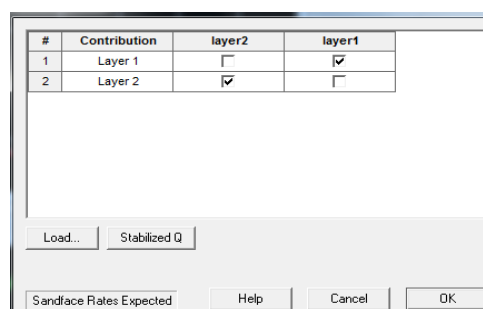 # Contribution layer2 layer1
1 Layer 1
2 Layer 2
Load... Stabilized Q
Sandface Rates Expected Help Cancel OK